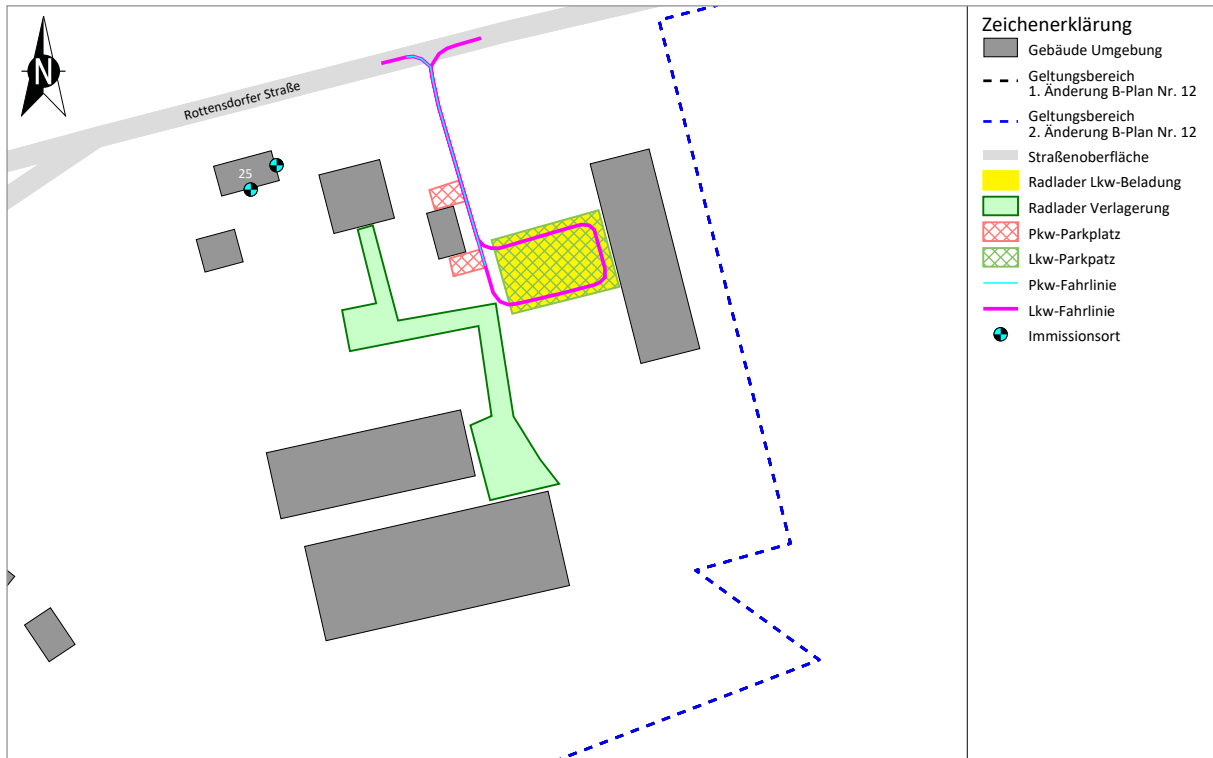 N
Rottensdorfer Straße
25
Zeichenerklärung
Gebäude Umgebung
Geltungsbereich
1. Änderung B-Plan Nr. 12
Geltungsbereich
2. Änderung B-Plan Nr. 12
Straßenoberfläche
Radlader Lkw-Beladung
Radlader Verlagerung
Pkw-Parkplatz
Lkw-Parkpatz
Pkw-Fahrlinie
Lkw-Fahrlinie
Immissionsort